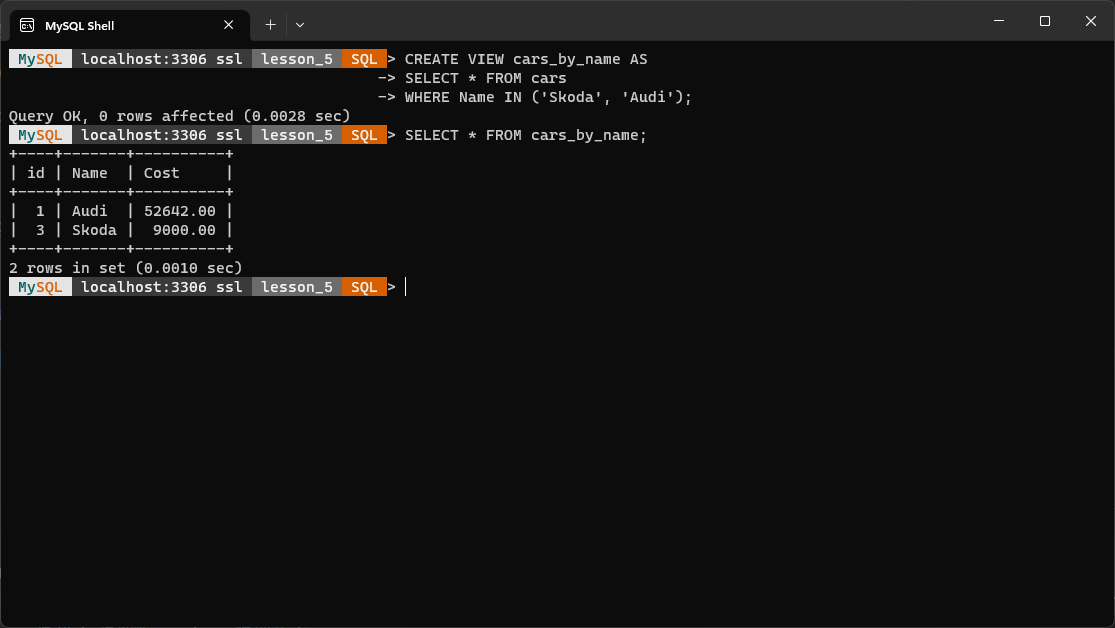 MySQL Shell
MySQL localhost:3306 ssl lesson_5 SQL > CREATE VIEW cars_by_name AS
-> SELECT * FROM cars
-> WHERE Name IN ('Skoda', 'Audi');
Query OK, 0 rows affected (0.0028 sec)
MySQL localhost:3306 ssl lesson_5 SQL > SELECT * FROM cars_by_name;
+----+-------+----------+
| id | Name  | Cost     |
+----+-------+----------+
|  1 | Audi  | 52642.00 |
|  3 | Skoda |  9000.00 |
+----+-------+----------+
2 rows in set (0.0010 sec)
MySQL localhost:3306 ssl lesson_5 SQL >